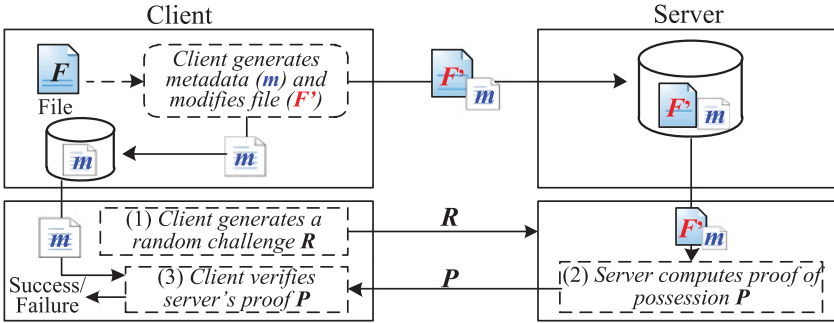 Client
Server
F
File
Client generates
metadata (m) and
modifies file (F’)
F’
m
F’
m
m
m
m
(1) Client generates a
random challenge R
R
F’
m
(2) Server computes proof of
possession P
P
(3) Client verifies
server’s proof P
Success/
Failure